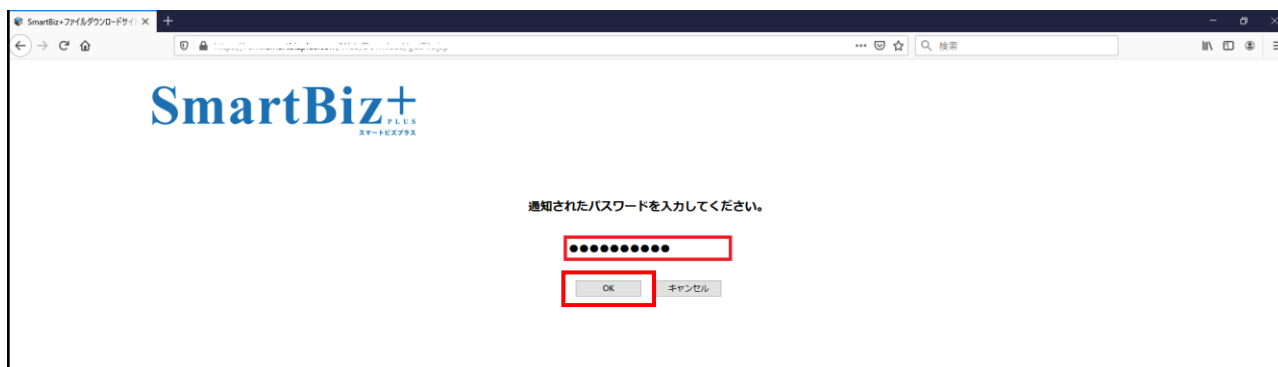 SmartBiz+ファイルダウンロードサイト
検索
SmartBiz+
PLUS
スマートビズプラス
通知されたパスワードを入力してください。
●●●●●●●●●●
OK キャンセル